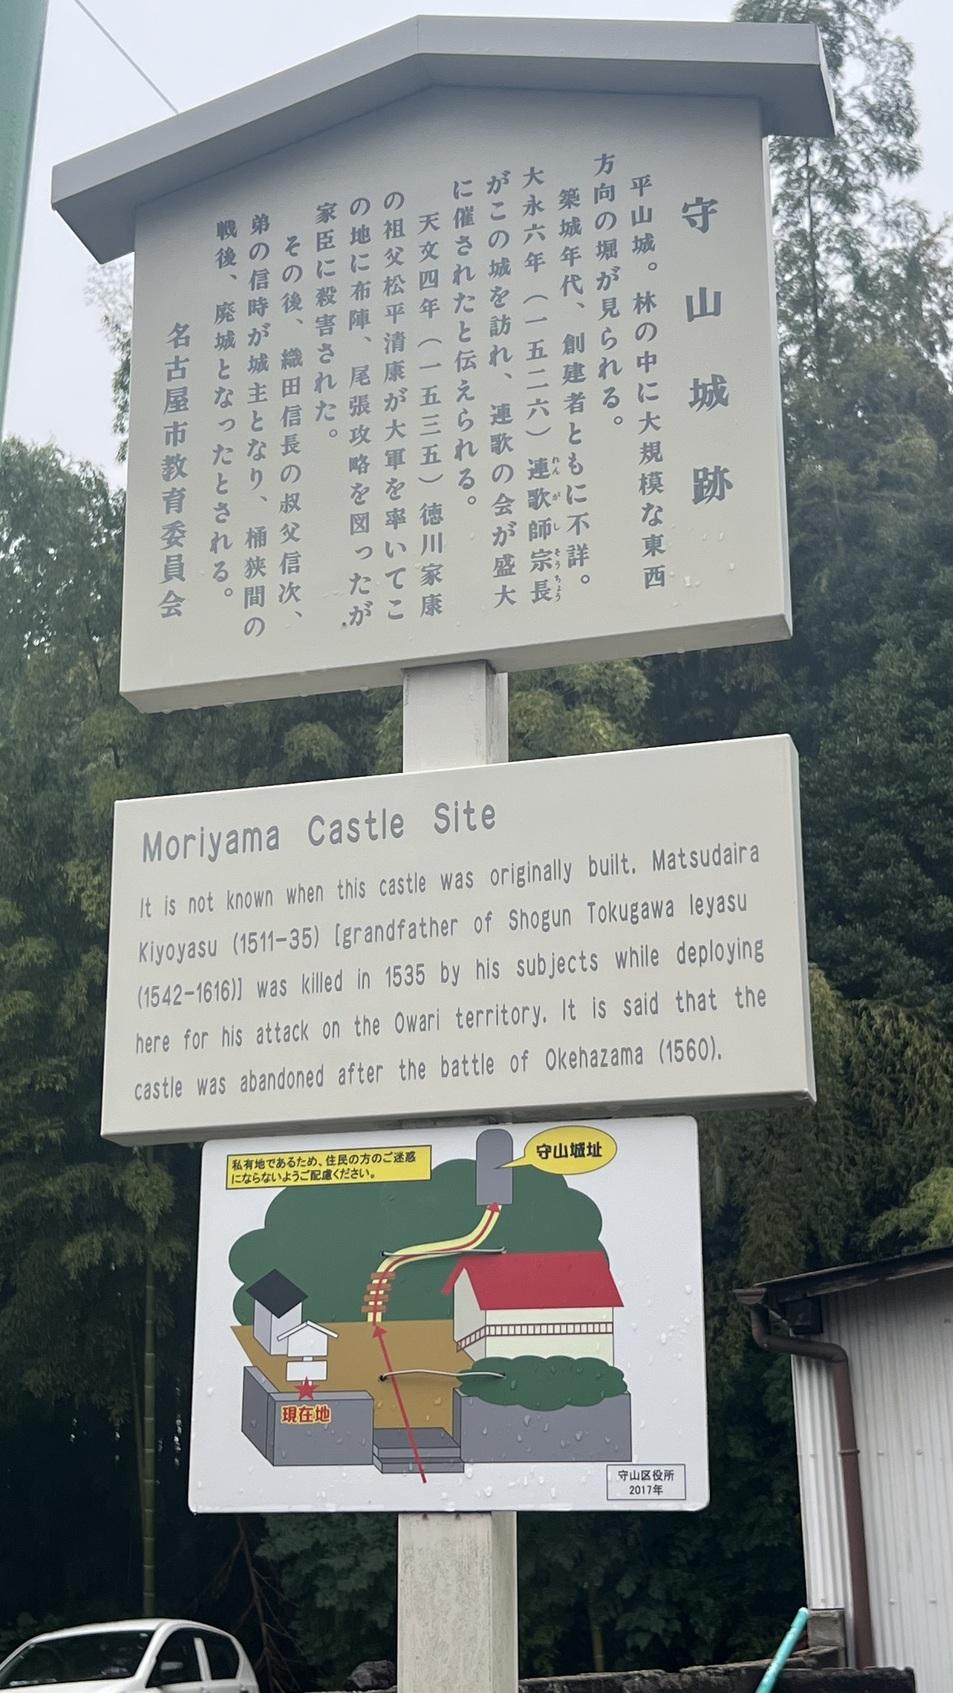 守山城跡
平山城。林の中に大規模な東西
方向の堀が見られる。
築城年代、創建者ともに不詳。
大永六年（一五二六）連歌師宗長
れんがし
そうちょう
がこの城を訪れ、連歌の会が盛大
に催されたと伝えられる。
天文四年（一五三五）徳川家康
の祖父松平清康が大軍を率いてこ
の地に布陣、尾張攻略を図ったが
家臣に殺害された。
その後、織田信長の叔父信次、
弟の信時が城主となり、桶狭間の
戦後、廃城となったとされる。
名古屋市教育委員会
Moriyama Castle Site
It is not known when this castle was originally built. Matsudaira
Kiyoyasu (1511-35) [grandfather of Shogun Tokugawa Ieyasu
(1542-1616)] was killed in 1535 by his subjects while deploying
here for his attack on the Owari territory. It is said that the
castle was abandoned after the battle of Okehazama (1560).
私有地であるため、住民の方のご迷惑
にならないようご配慮ください。
守山城址
現在地
守山区役所
2017年